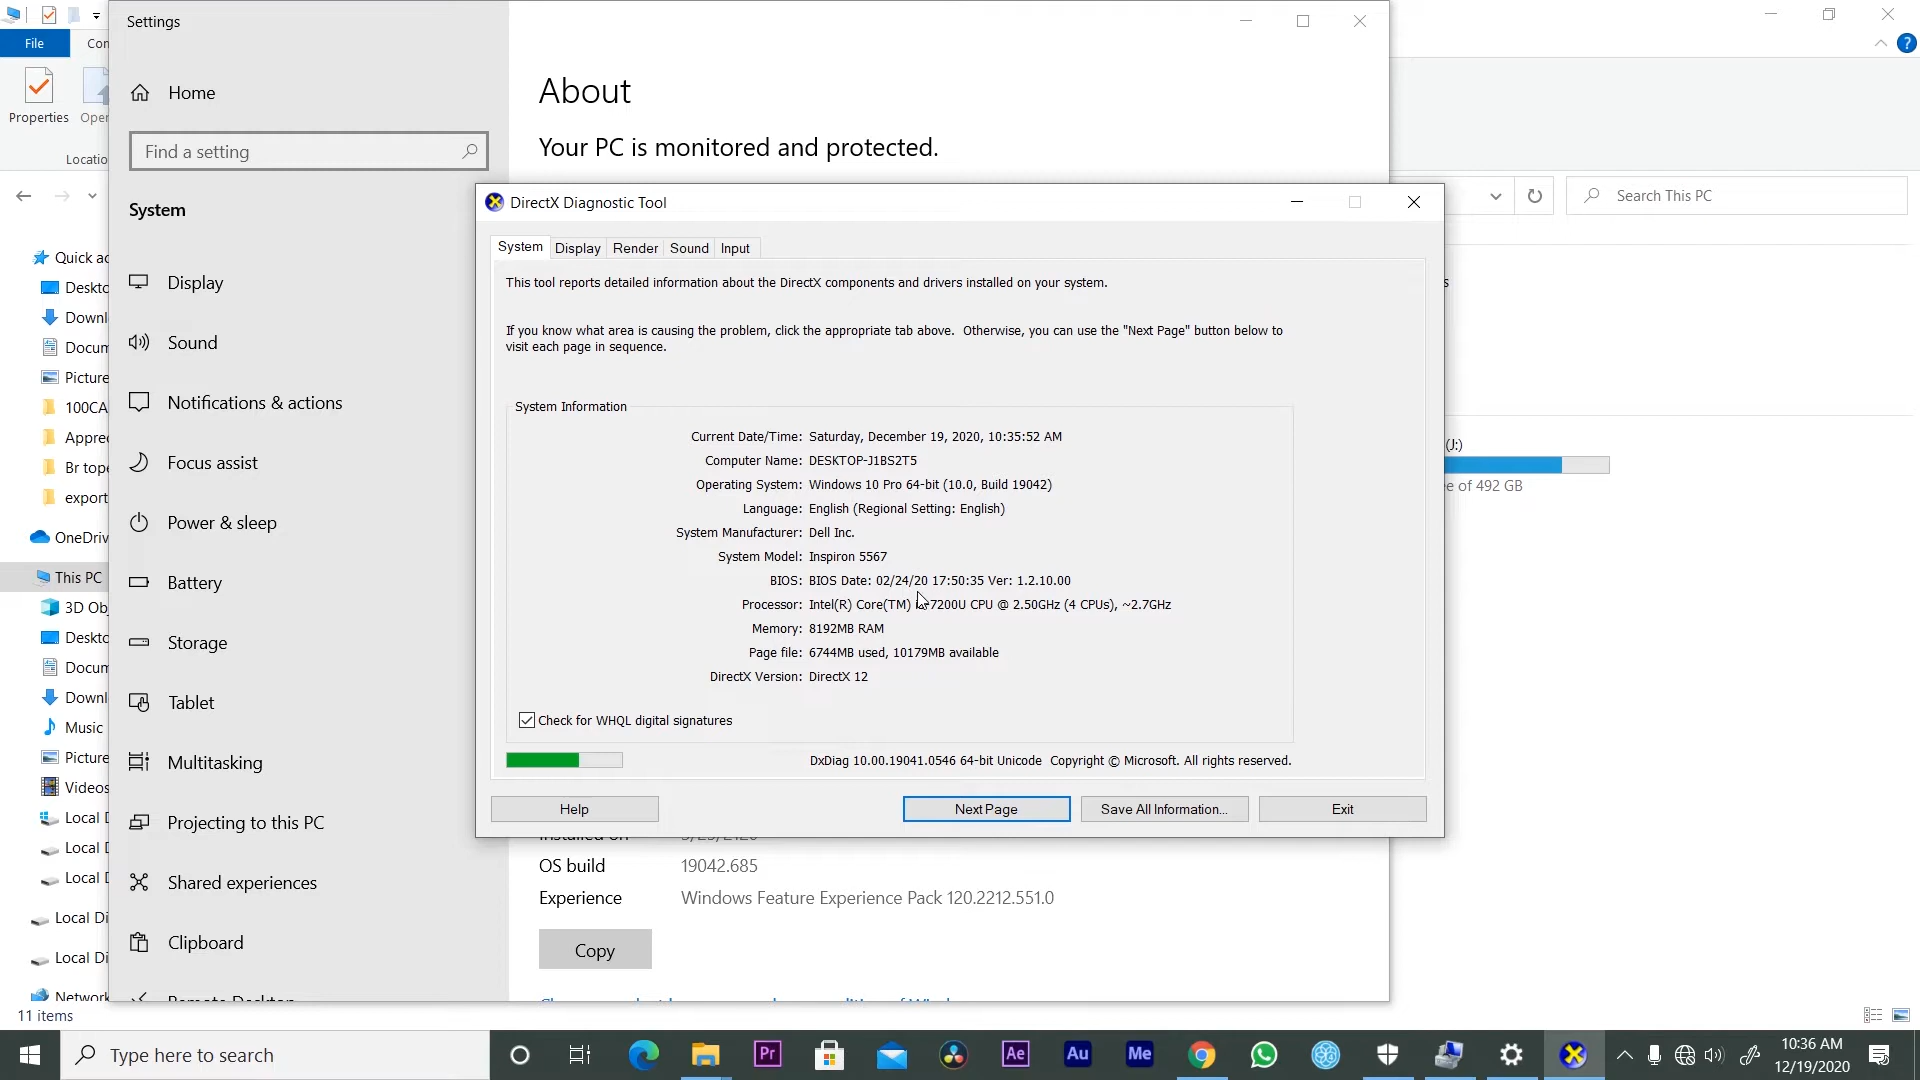 Settings
File
Properties
Home
Find a setting
System
Display
Sound
Notifications & actions
Focus assist
Power & sleep
Battery
Storage
Tablet
Multitasking
Projecting to this PC
Shared experiences
Clipboard
About
Your PC is monitored and protected.
Search This PC
Quick
This PC
Music
Videos
Local
Local
Local
Local
Local
11 items
DirectX Diagnostic Tool
System Display Render Sound Input
This tool reports detailed information about the DirectX components and drivers installed on your system.
If you know what area is causing the problem, click the appropriate tab above. Otherwise, you can use the "Next Page" button below to
visit each page in sequence.
System Information
Current Date/Time: Saturday, December 19, 2020, 10:35:52 AM
Computer Name: DESKTOP-J1BS2T5
Operating System: Windows 10 Pro 64-bit (10.0, Build 19042)
Language: English (Regional Setting: English)
System Manufacturer: Dell Inc.
System Model: Inspiron 5567
BIOS: BIOS Date: 02/24/20 17:50:35 Ver: 1.2.10.00
Processor: Intel(R) Core(TM) 7200U CPU @ 2.50GHz (4 CPUs), ~2.7GHz
Memory: 8192MB RAM
Page file: 6744MB used, 10179MB available
DirectX Version: DirectX 12
Check for WHQL digital signatures
DxDiag 10.00.19041.0546 64-bit Unicode Copyright © Microsoft. All rights reserved.
Help
Next Page
Save All Information...
Exit
(J:)
of 492 GB
OS build 19042.685
Experience Windows Feature Experience Pack 120.2212.551.0
Copy
Type here to search
Pr
Ae
Au
Me
10:36 AM
12/19/2020